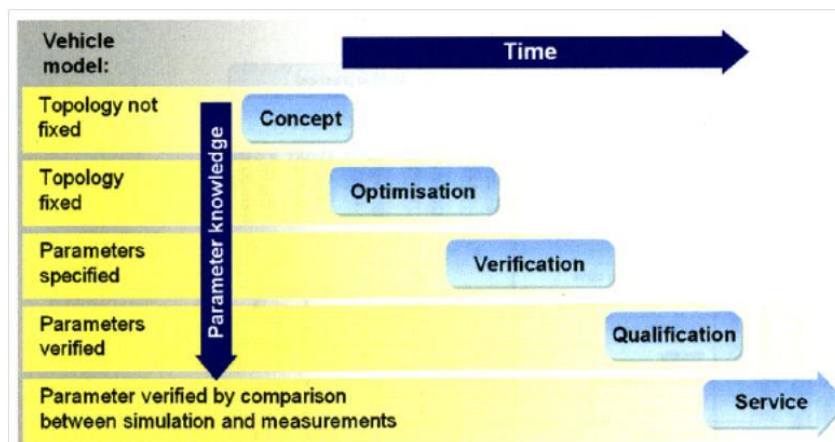 Vehicle
model:
Time
Topology not
fixed
Concept
Parameter knowledge
Topology
fixed
Optimisation
Parameters
specified
Verification
Parameters
verified
Qualification
Parameter verified by comparison
between simulation and measurements
Service